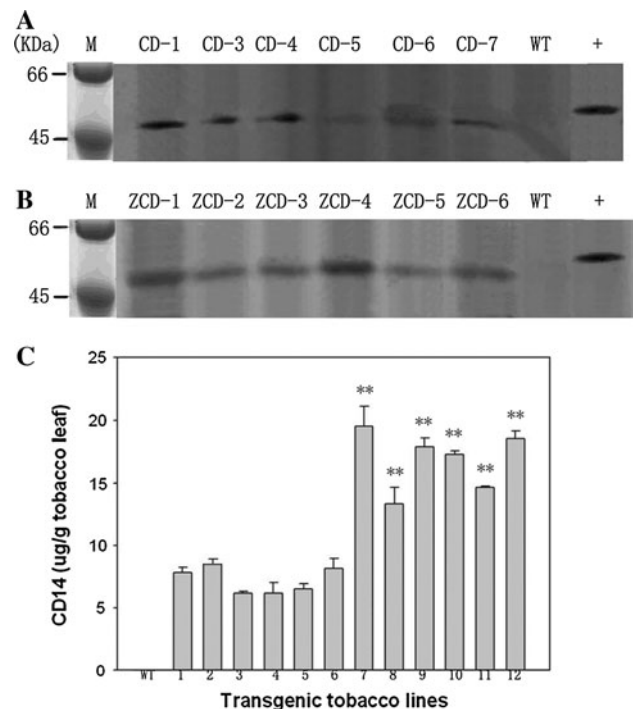 A
(KDa) M CD-1 CD-3 CD-4 CD-5 CD-6 CD-7 WT +
66
45
B M ZCD-1 ZCD-2 ZCD-3 ZCD-4 ZCD-5 ZCD-6 WT +
66
45
C
25
20
15
10
5
0
CD14 (ug/g tobacco leaf)
** ** ** ** ** **
WT 1 2 3 4 5 6 7 8 9 10 11 12
Transgenic tobacco lines